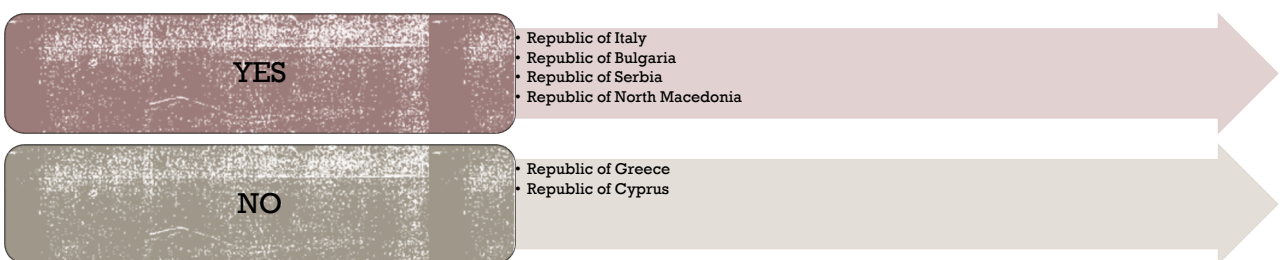 YES
• Republic of Italy
• Republic of Bulgaria
• Republic of Serbia
• Republic of North Macedonia
NO
• Republic of Greece
• Republic of Cyprus